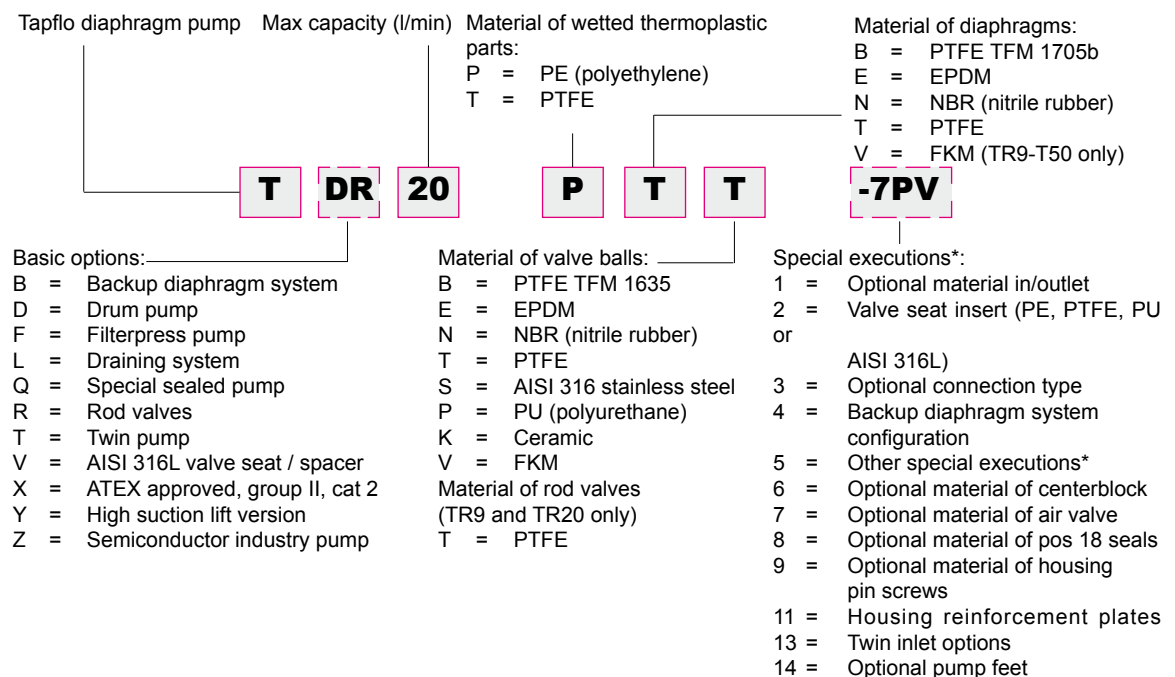 Tapflo diaphragm pump
Max capacity (l/min)
Material of wetted thermoplastic
parts:
P = PE (polyethylene)
T = PTFE
Material of diaphragms:
B = PTFE TFM 1705b
E = EPDM
N = NBR (nitrile rubber)
T = PTFE
V = FKM (TR9-T50 only)
T DR 20 P T T -7PV
Basic options:
B = Backup diaphragm system
D = Drum pump
F = Filterpress pump
L = Draining system
Q = Special sealed pump
R = Rod valves
T = Twin pump
V = AISI 316L valve seat / spacer
X = ATEX approved, group II, cat 2
Y = High suction lift version
Z = Semiconductor industry pump
Material of valve balls:
B = PTFE TFM 1635
E = EPDM
N = NBR (nitrile rubber)
T = PTFE
S = AISI 316 stainless steel
P = PU (polyurethane)
K = Ceramic
V = FKM
Material of rod valves
(TR9 and TR20 only)
T = PTFE
Special executions*:
1 = Optional material in/outlet
2 = Valve seat insert (PE, PTFE, PU
or
AISI 316L)
3 = Optional connection type
4 = Backup diaphragm system
configuration
5 = Other special executions*
6 = Optional material of centerblock
7 = Optional material of air valve
8 = Optional material of pos 18 seals
9 = Optional material of housing
pin screws
11 = Housing reinforcement plates
13 = Twin inlet options
14 = Optional pump feet